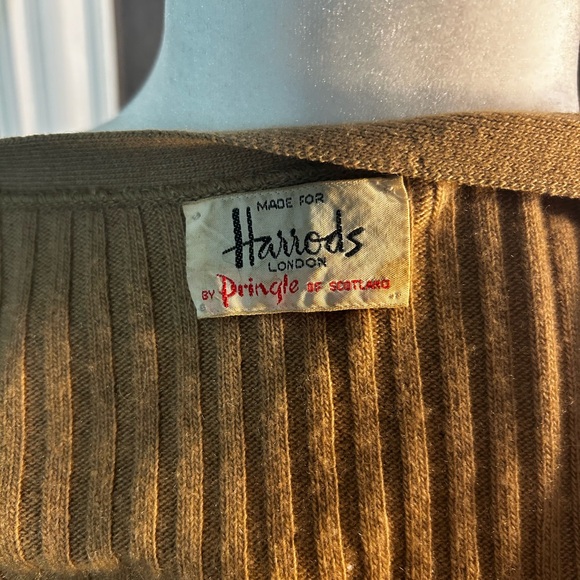 MADE FOR
Harrods
LONDON
BY Pringle OF SCOTLAND